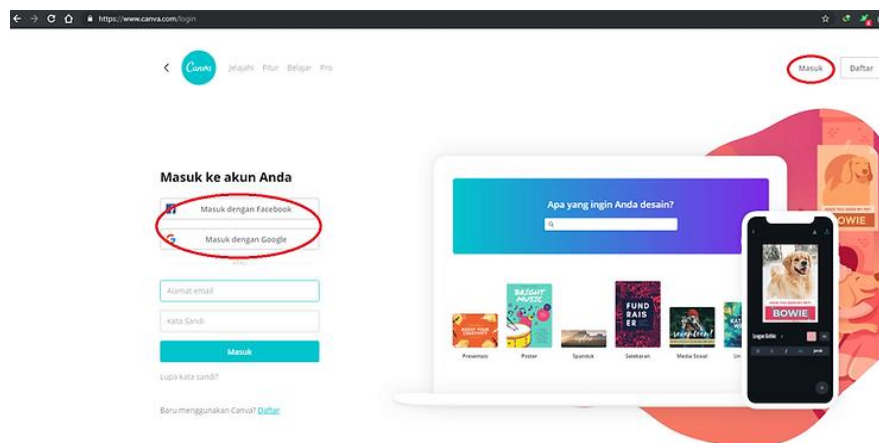 https://www.canva.com/login
Canva
Jelajahi Fitur Belajar Pro
Masuk
Daftar
Masuk ke akun Anda
Masuk dengan Facebook
Masuk dengan Google
Alamat email
Kata Sandi
Masuk
Lupa kata sandi?
Baru menggunakan Canva? Daftar
Apa yang ingin Anda desain?
BRIGHT
MUSIC
FUND
RAIS
ER
Presentasi
Poster
Spanduk
Selebaran
Media Sosial
BOWIE
BOWIE